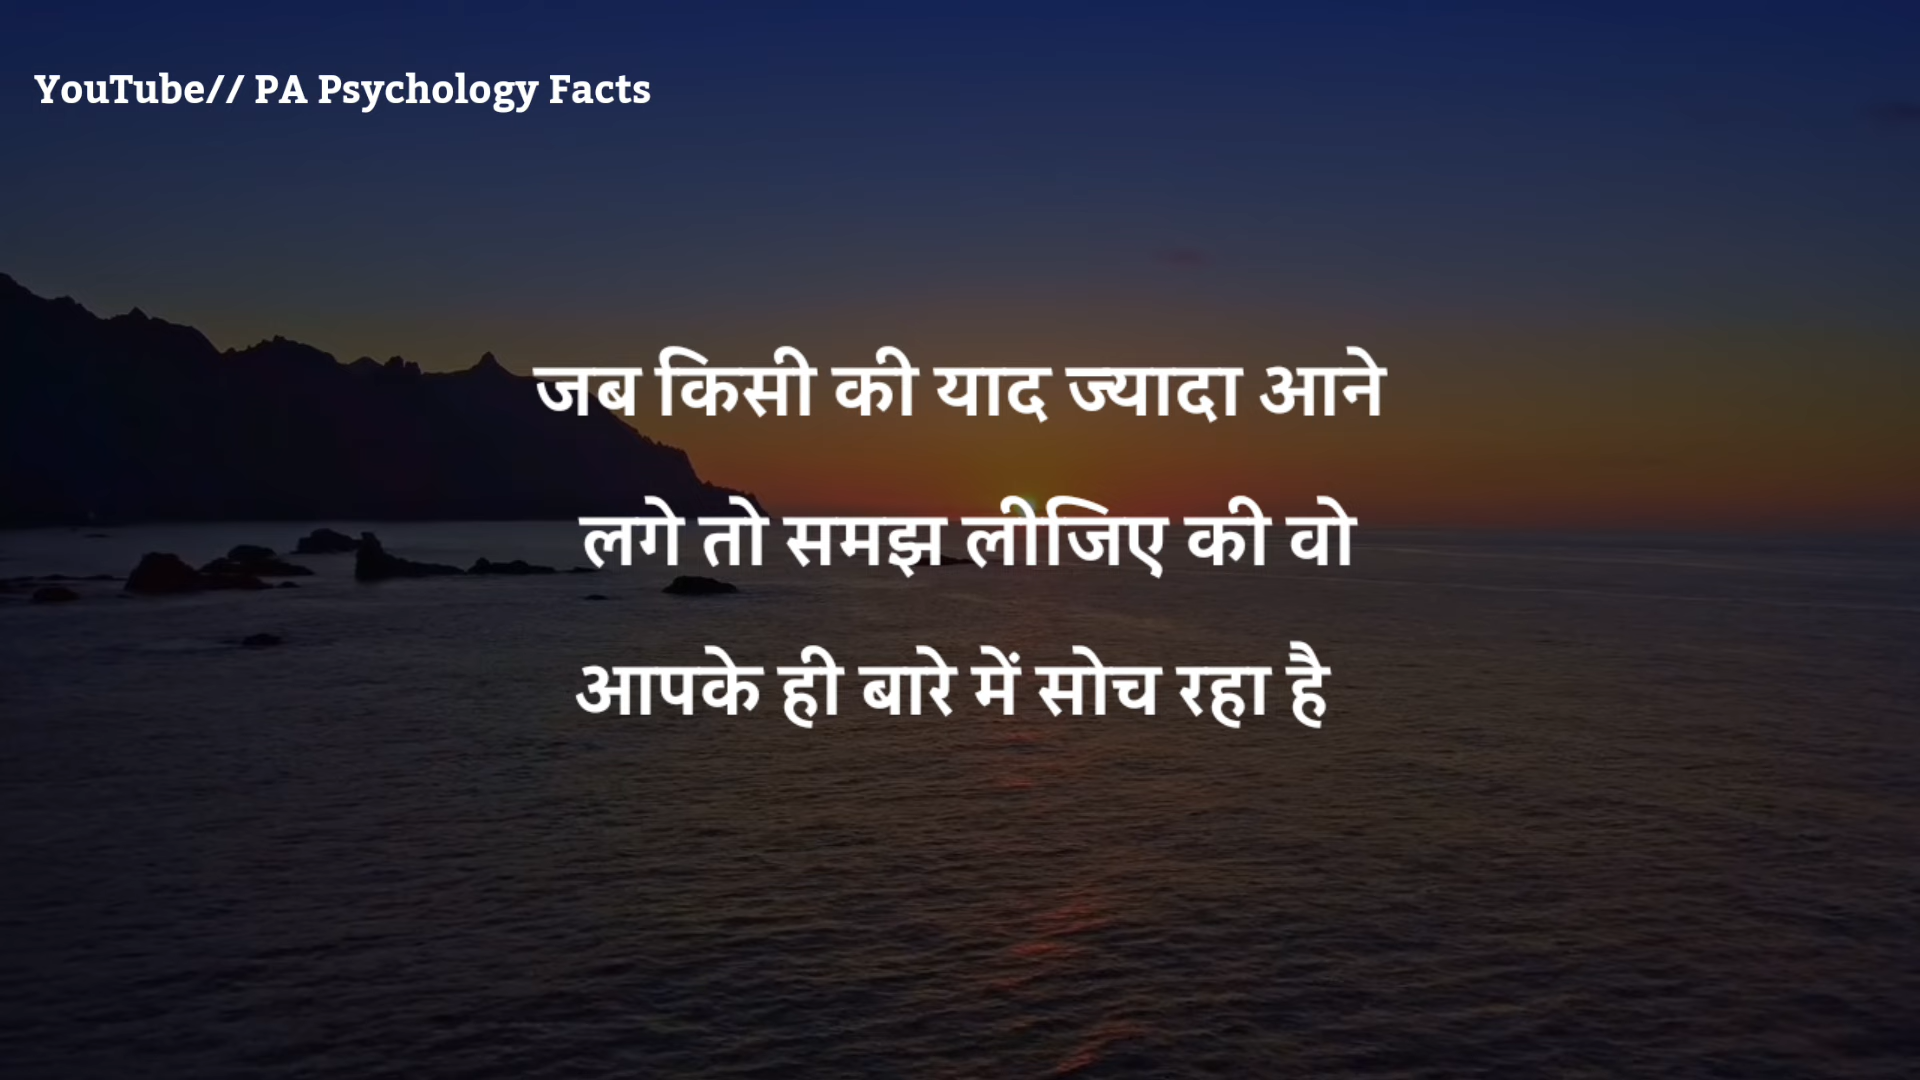 YouTube// PA Psychology Facts
जब किसी की याद ज्यादा आने
लगे तो समझ लीजिए की वो
आपके ही बारे में सोच रहा है